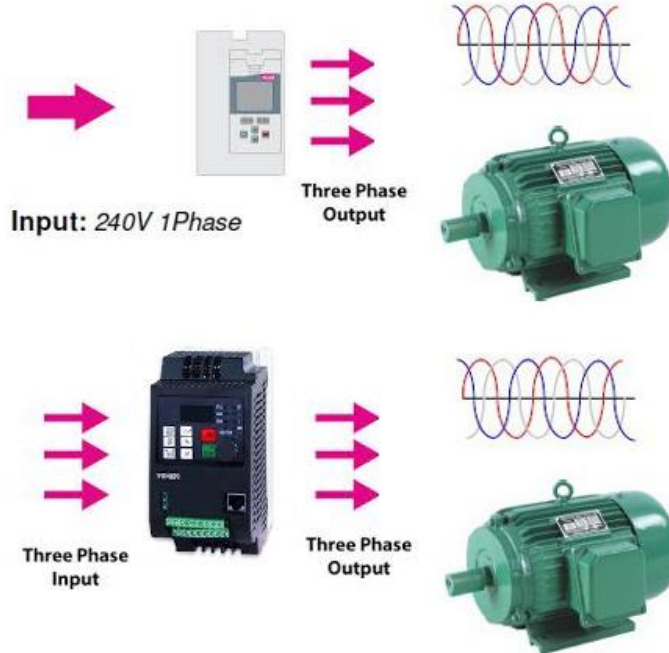 Three Phase
Output
Input: 240V 1Phase
Three Phase
Input
Three Phase
Output